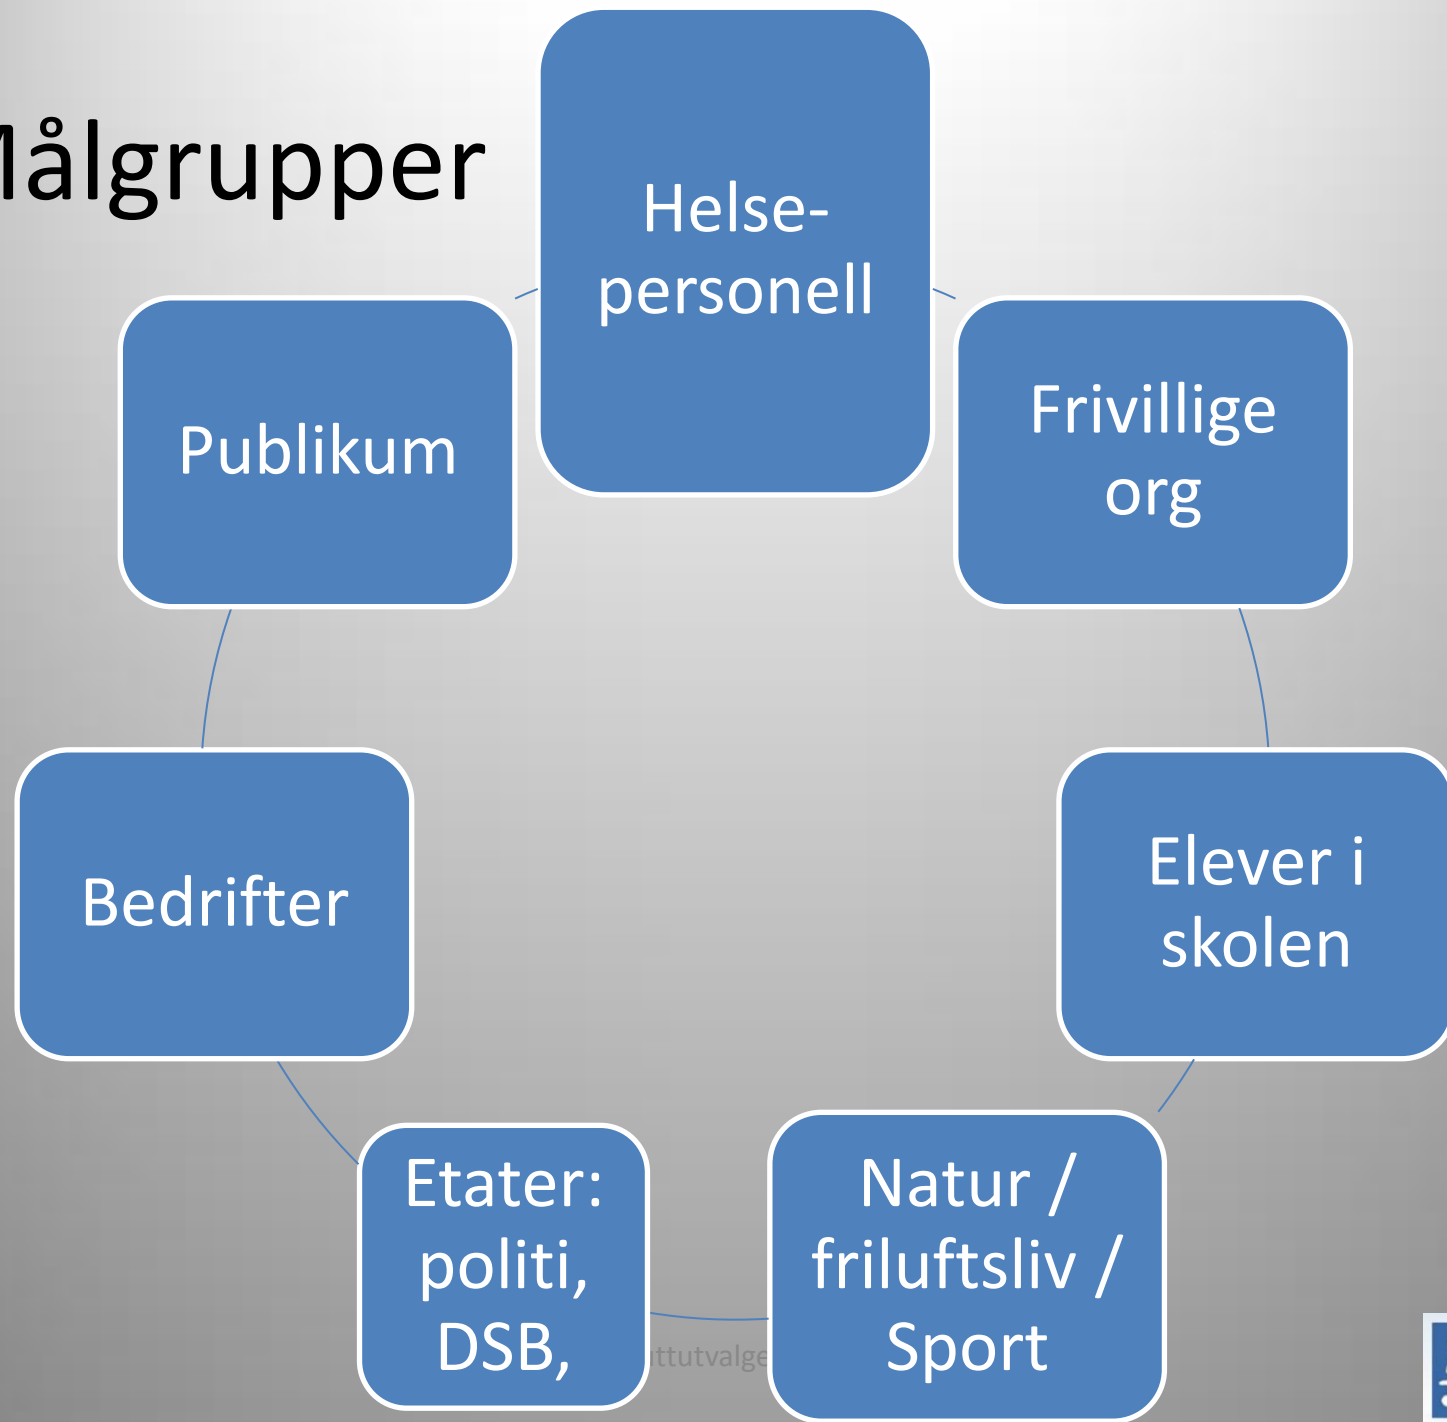 Målgrupper
Helse-
personell
Frivillige
org
Elever i
skolen
Natur /
friluftsliv /
Sport
Etater:
politi,
DSB,
Bedrifter
Publikum